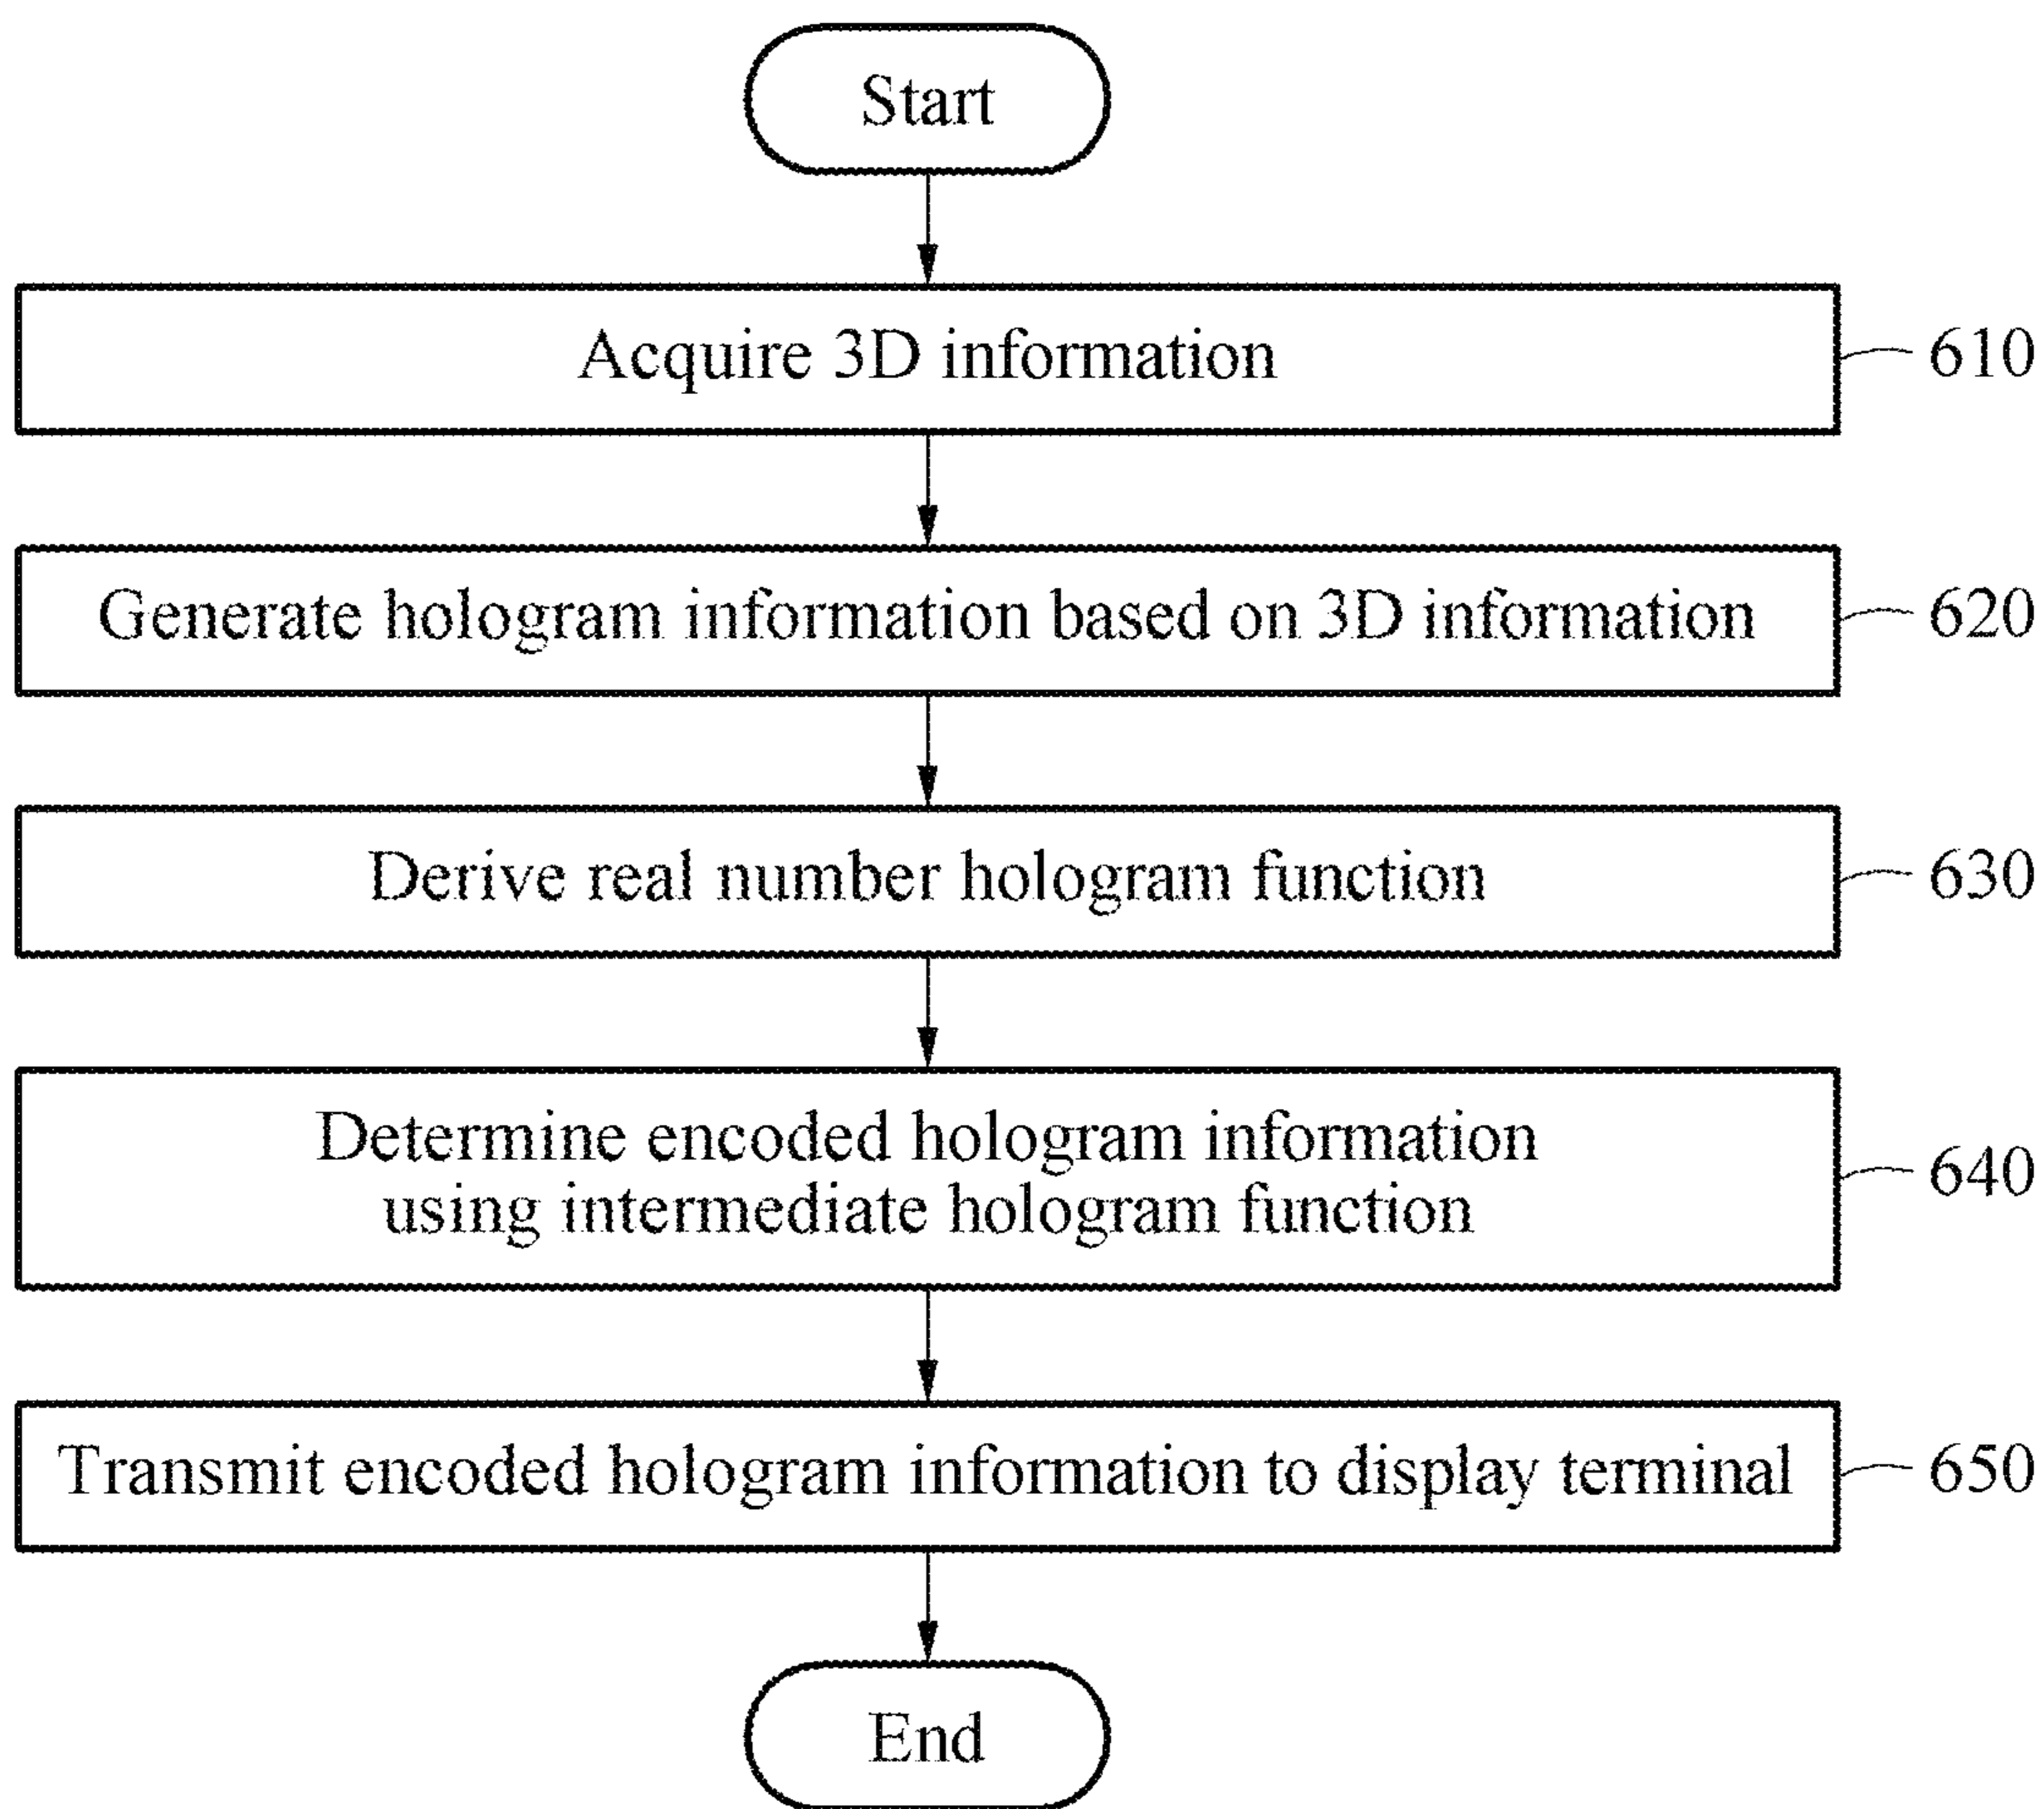 Start
Acquire 3D information
610
Generate hologram information based on 3D information
620
Derive real number hologram function
630
Determine encoded hologram information
using intermediate hologram function
640
Transmit encoded hologram information to display terminal
650
End